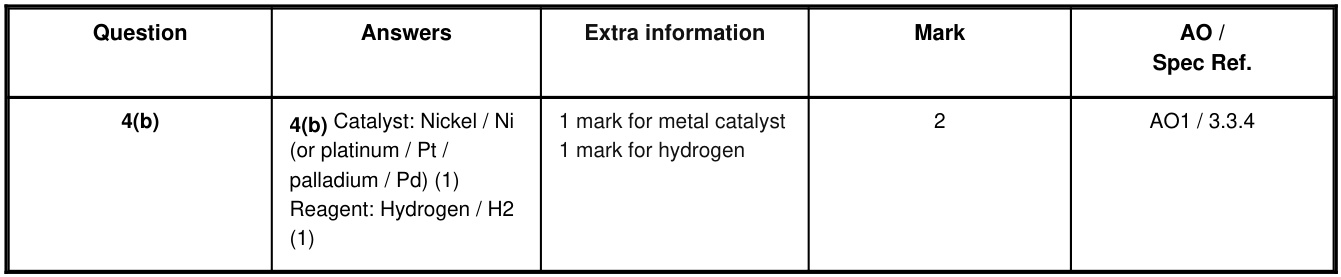 Question
Answers
Extra information
Mark
AO /
Spec Ref.
4(b)
4(b) Catalyst: Nickel / Ni
(or platinum / Pt /
palladium / Pd) (1)
Reagent: Hydrogen / H2
(1)
1 mark for metal catalyst
1 mark for hydrogen
2
AO1 / 3.3.4